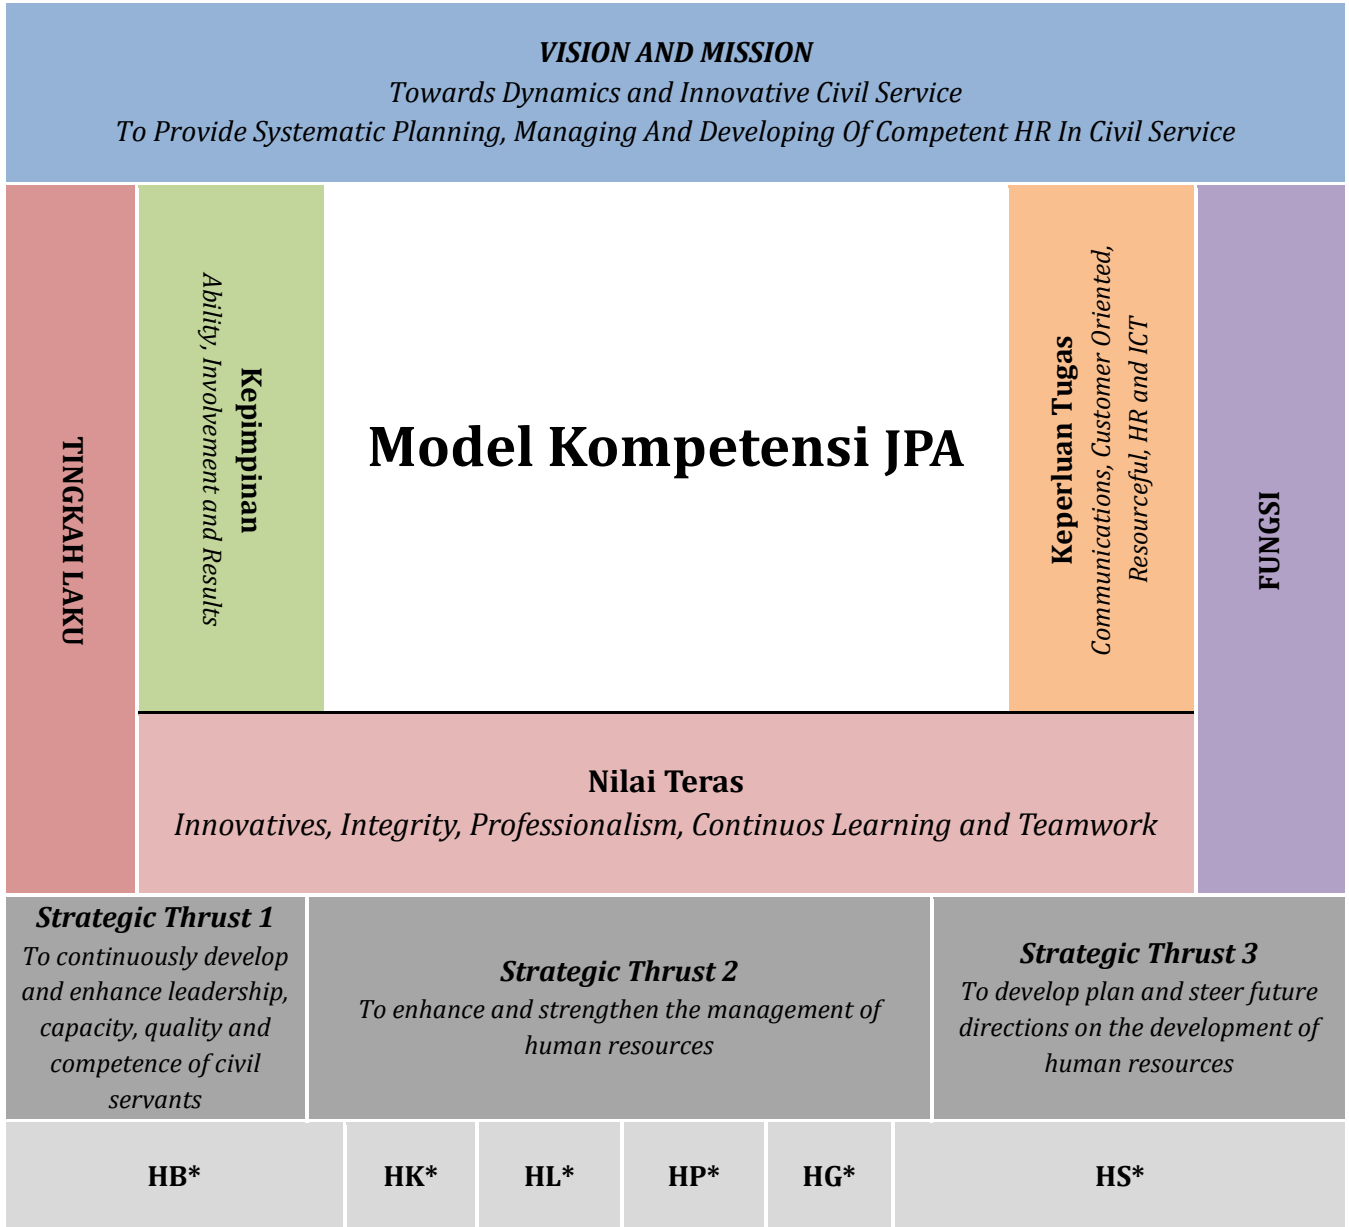 VISION AND MISSION
Towards Dynamics and Innovative Civil Service
To Provide Systematic Planning, Managing And Developing Of Competent HR In Civil Service
TINGKAH LAKU
Kepimpinan
Ability, Involvement and Results
Model Kompetensi JPA
Keperluan Tugas
Communications, Customer Oriented,
Resourceful, HR and ICT
FUNGSI
Nilai Teras
Innovatives, Integrity, Professionalism, Continuos Learning and Teamwork
Strategic Thrust 1
To continuously develop
and enhance leadership,
capacity, quality and
competence of civil
servants
Strategic Thrust 2
To enhance and strengthen the management of
human resources
Strategic Thrust 3
To develop plan and steer future
directions on the development of
human resources
HB*
HK*
HL*
HP*
HG*
HS*